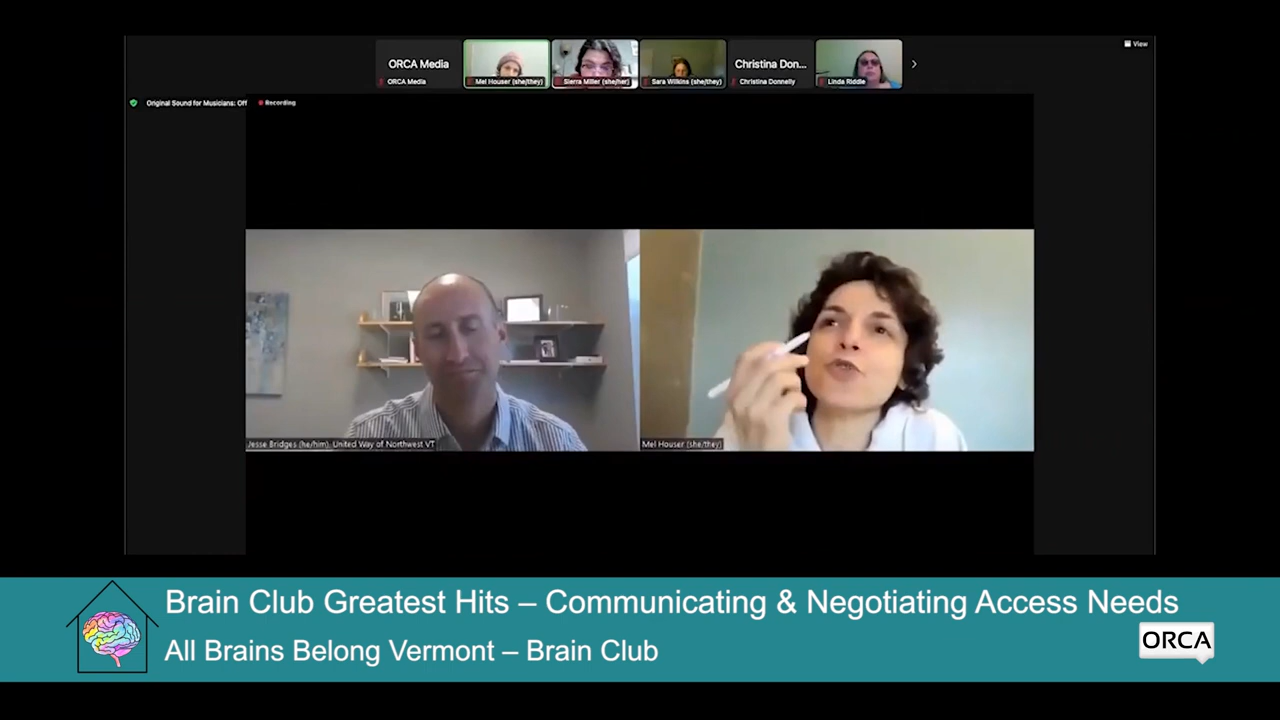 View
ORCA Media
ORCA Media
Mel Houser (she/they)
Sierra Miller (she/her)
Sara Wilkins (she/they)
Christina Don...
Christina Donnelly
Linda Riddle
Original Sound for Musicians: Off
Recording
Jesse Bridges (he/him), United Way of Northwest VT
Mel Houser (she/they)
Brain Club Greatest Hits – Communicating & Negotiating Access Needs
All Brains Belong Vermont – Brain Club
ORCA